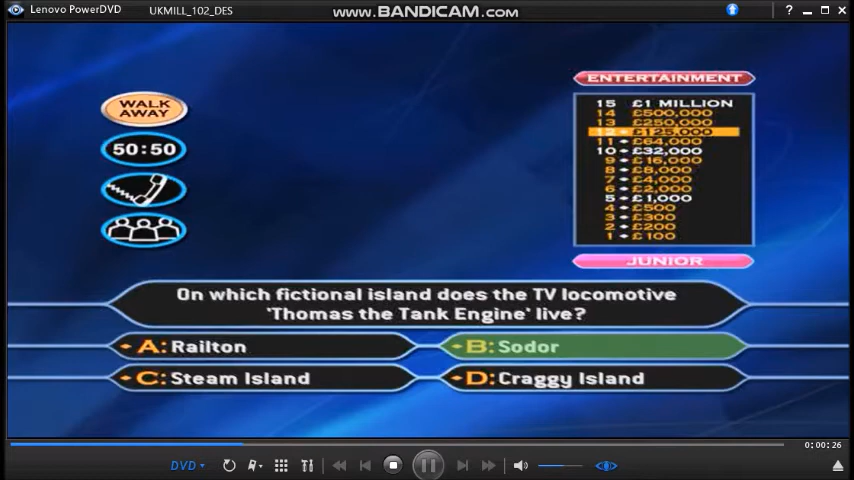 Lenovo PowerDVD
UKMILL_102_DES
www.BANDICAM.com
?
WALK
AWAY
50:50
ENTERTAINMENT
15 £1 MILLION
14 £500,000
13 £250,000
12 £125,000
11 £64,000
10 £32,000
9 £16,000
8 £8,000
7 £4,000
6 £2,000
5 £1,000
4 £500
3 £300
2 £200
1 £100
JUNIOR
On which fictional island does the TV locomotive
'Thomas the Tank Engine' live?
A: Railton
B: Sodor
C: Steam Island
D: Craggy Island
0:00:26
DVD